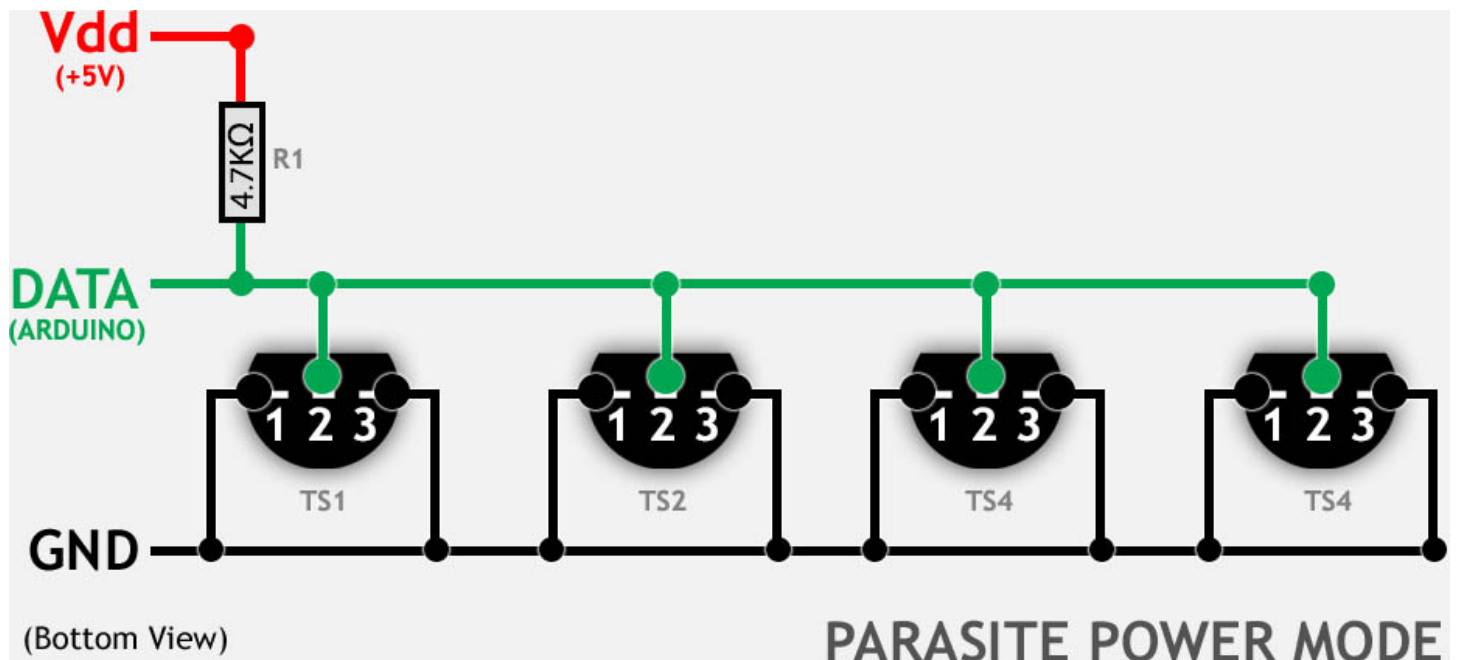 Vdd
(+5V)
4.7KΩ
R1
DATA
(ARDUINO)
1 2 3
1 2 3
1 2 3
1 2 3
TS1
TS2
TS4
TS4
GND
(Bottom View)
PARASITE POWER MODE